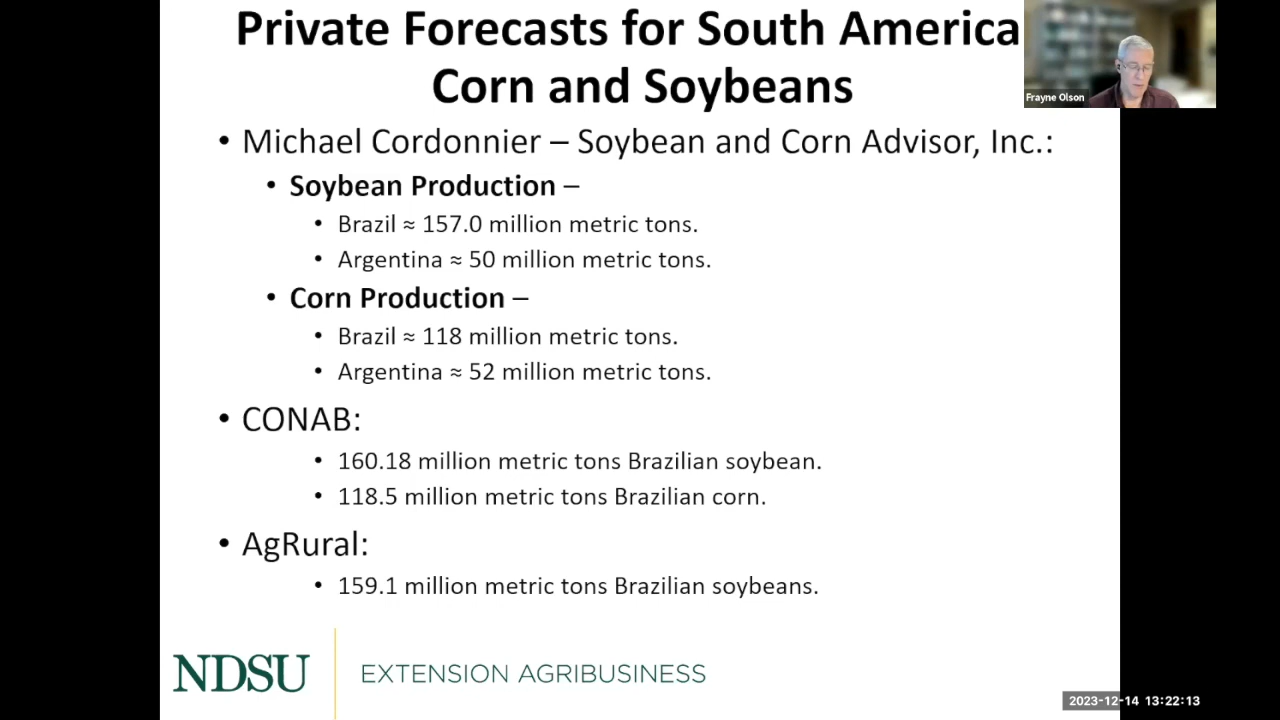 Private Forecasts for South America
Corn and Soybeans
Frayne Olson
• Michael Cordonnier – Soybean and Corn Advisor, Inc.:
• Soybean Production –
• Brazil ≈ 157.0 million metric tons.
• Argentina ≈ 50 million metric tons.
• Corn Production –
• Brazil ≈ 118 million metric tons.
• Argentina ≈ 52 million metric tons.
• CONAB:
• 160.18 million metric tons Brazilian soybean.
• 118.5 million metric tons Brazilian corn.
• AgRural:
• 159.1 million metric tons Brazilian soybeans.
NDSU EXTENSION AGRIBUSINESS
2023-12-14 13:22:13